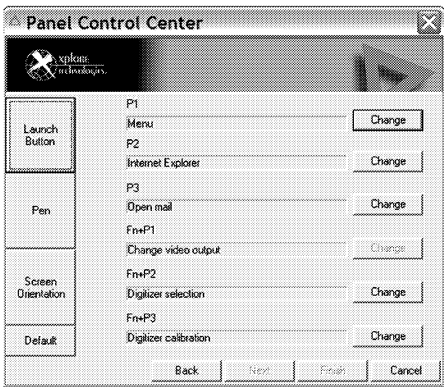 Panel Control Center
Xplore
Technologies.
Launch
Button
Pen
Screen
Orientation
Default
P1
Menu
Change
P2
Internet Explorer
Change
P3
Open mail
Change
Fn+P1
Change video output
Change
Fn+P2
Digitizer selection
Change
Fn+P3
Digitizer calibration
Change
Back
Next
Finish
Cancel